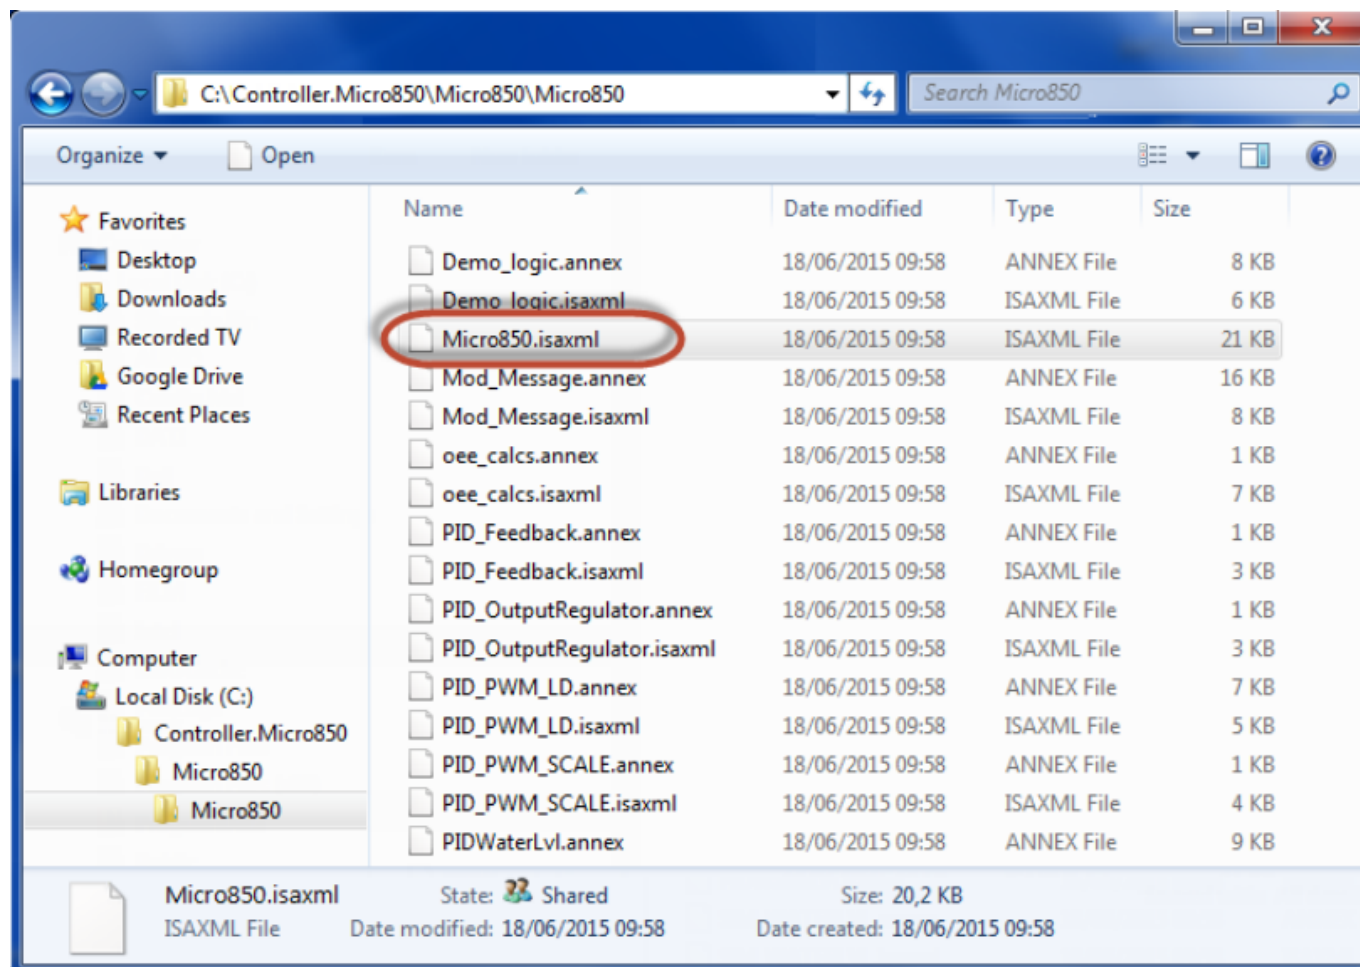 C:\Controller.Micro850\Micro850\Micro850
Search Micro850
Organize
Open
Name Date modified Type Size
Favorites
Desktop
Downloads
Recorded TV
Google Drive
Recent Places
Libraries
Homegroup
Computer
Local Disk (C:)
Controller.Micro850
Micro850
Micro850
Demo_logic.annex 18/06/2015 09:58 ANNEX File 8 KB
Demo_logic.isaxml 18/06/2015 09:58 ISAXML File 6 KB
Micro850.isaxml 18/06/2015 09:58 ISAXML File 21 KB
Mod_Message.annex 18/06/2015 09:58 ANNEX File 16 KB
Mod_Message.isaxml 18/06/2015 09:58 ISAXML File 8 KB
oee_calcs.annex 18/06/2015 09:58 ANNEX File 1 KB
oee_calcs.isaxml 18/06/2015 09:58 ISAXML File 7 KB
PID_Feedback.annex 18/06/2015 09:58 ANNEX File 1 KB
PID_Feedback.isaxml 18/06/2015 09:58 ISAXML File 3 KB
PID_OutputRegulator.annex 18/06/2015 09:58 ANNEX File 1 KB
PID_OutputRegulator.isaxml 18/06/2015 09:58 ISAXML File 3 KB
PID_PWM_LD.annex 18/06/2015 09:58 ANNEX File 7 KB
PID_PWM_LD.isaxml 18/06/2015 09:58 ISAXML File 5 KB
PID_PWM_SCALE.annex 18/06/2015 09:58 ANNEX File 1 KB
PID_PWM_SCALE.isaxml 18/06/2015 09:58 ISAXML File 4 KB
PIDWaterLvl.annex 18/06/2015 09:58 ANNEX File 9 KB
Micro850.isaxml State: Shared Size: 20,2 KB
ISAXML File Date modified: 18/06/2015 09:58 Date created: 18/06/2015 09:58